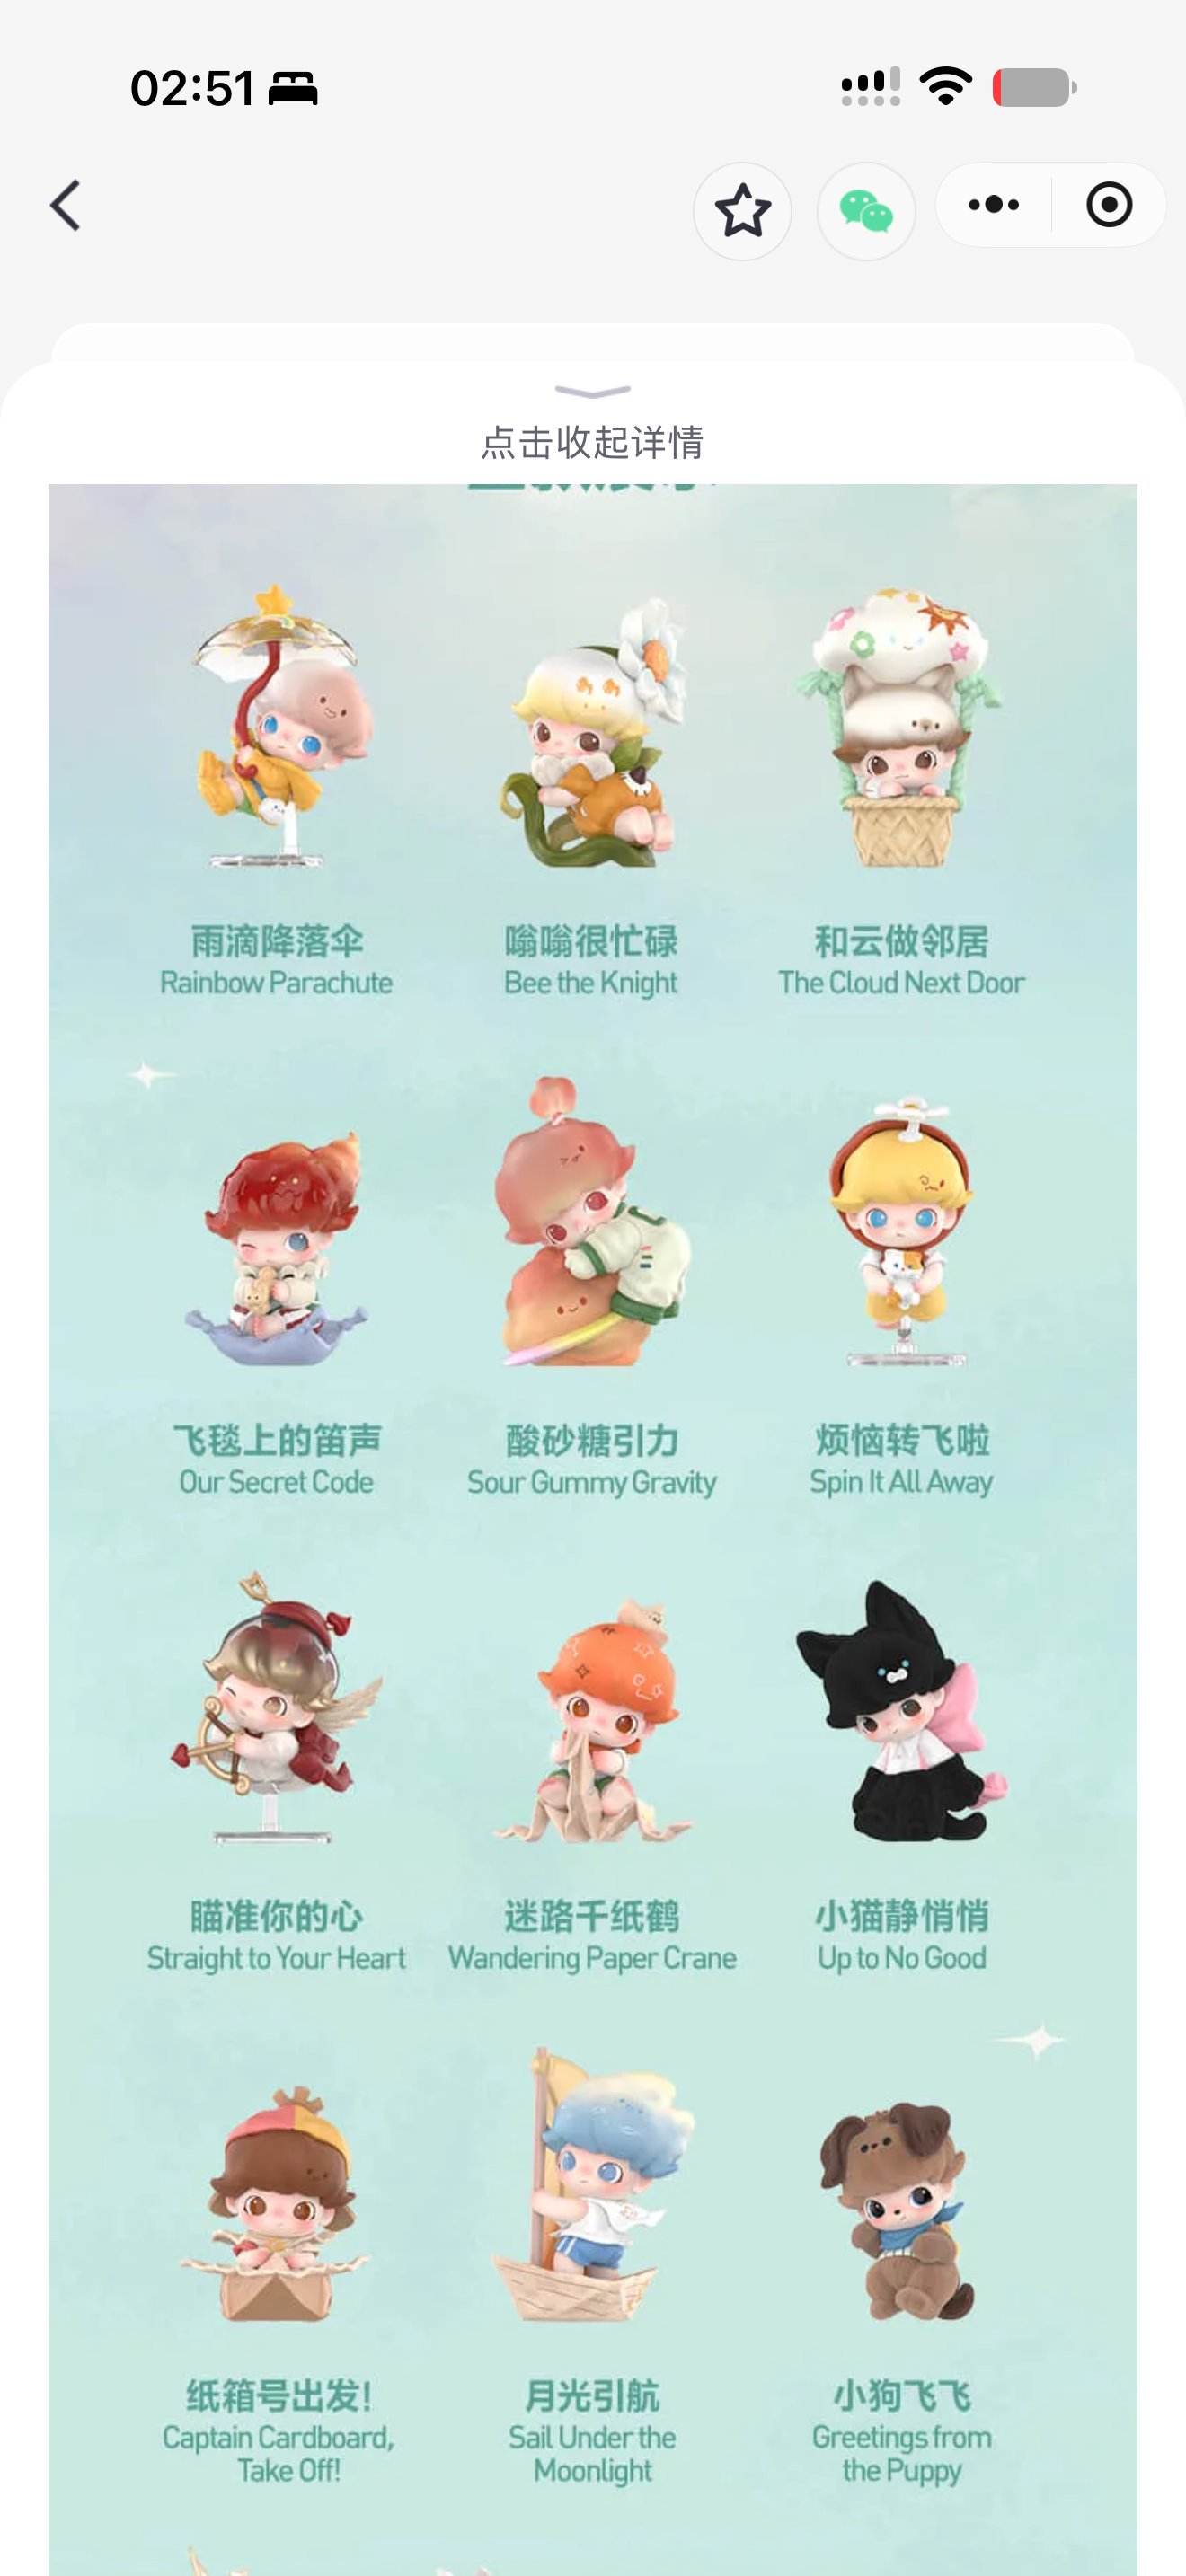 02:51
点击收起详情
雨滴降落伞
Rainbow Parachute
嗡嗡很忙碌
Bee the Knight
和云做邻居
The Cloud Next Door
飞毯上的笛声
Our Secret Code
酸砂糖引力
Sour Gummy Gravity
烦恼转飞啦
Spin It All Away
瞄准你的心
Straight to Your Heart
迷路千纸鹤
Wandering Paper Crane
小猫静悄悄
Up to No Good
纸箱号出发!
Captain Cardboard,
Take Off!
月光引航
Sail Under the
Moonlight
小狗飞飞
Greetings from
the Puppy